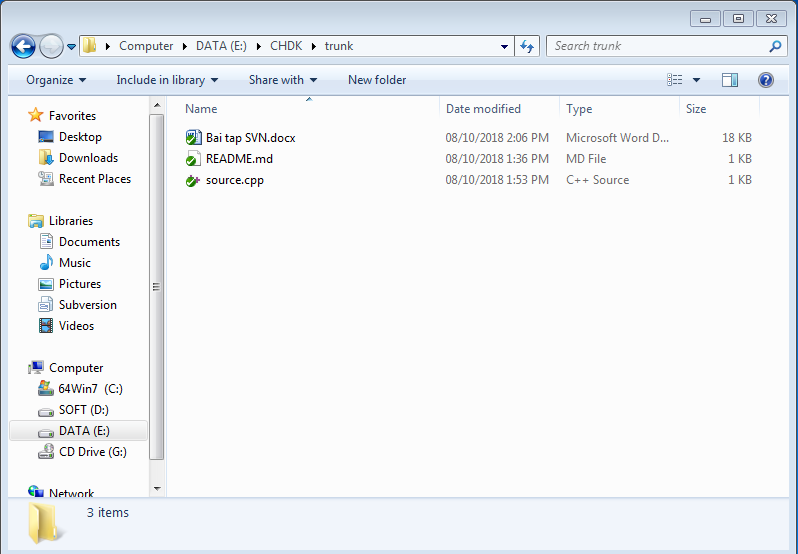 Computer DATA (E:) CHDK trunk
Search trunk
Organize Include in library Share with New folder
Favorites
Desktop
Downloads
Recent Places
Libraries
Documents
Music
Pictures
Subversion
Videos
Computer
64Win7 (C:)
SOFT (D:)
DATA (E:)
CD Drive (G:)
Network
Name Date modified Type Size
Bai tap SVN.docx 08/10/2018 2:06 PM Microsoft Word D... 18 KB
README.md 08/10/2018 1:36 PM MD File 1 KB
source.cpp 08/10/2018 1:53 PM C++ Source 1 KB
3 items